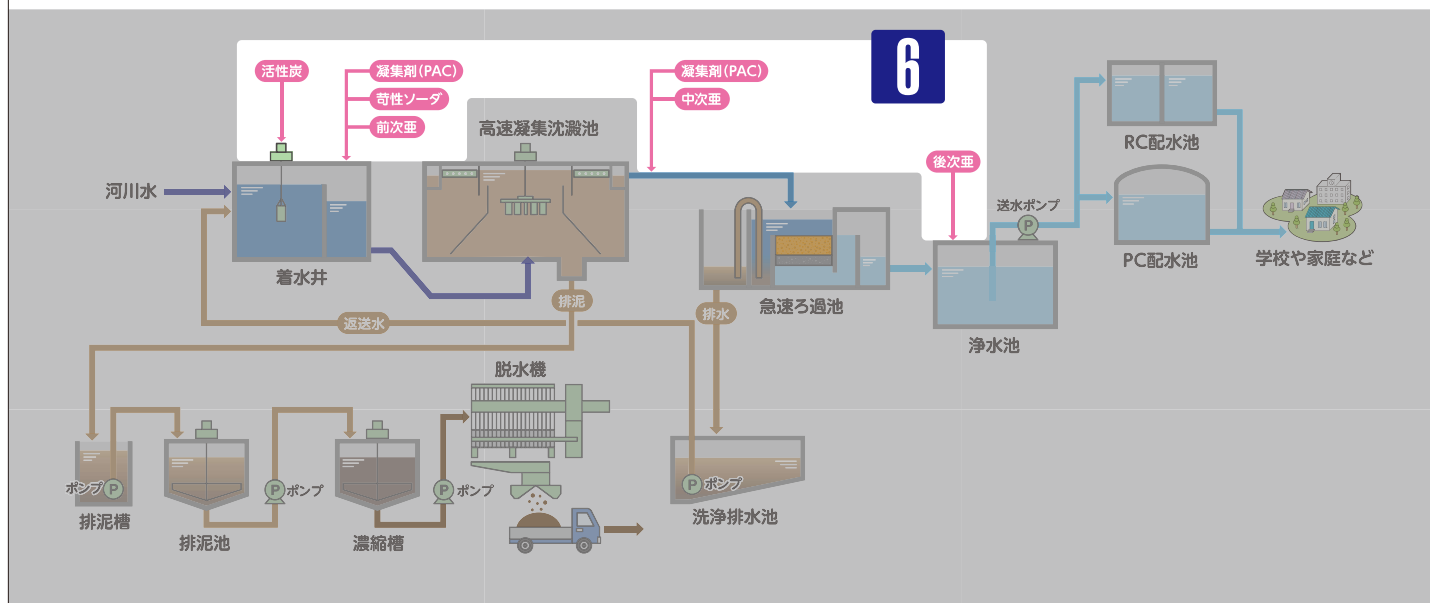 6
活性炭
凝集剤(PAC)
苛性ソーダ
前次亜
凝集剤(PAC)
中次亜
高速凝集沈澱池
後次亜
河川水
着水井
排泥
返送水
排水
急速ろ過池
浄水池
送水ポンプ
P
RC配水池
PC配水池
学校や家庭など
脱水機
ポンプ
P
排泥槽
排泥池
P
ポンプ
濃縮槽
P
ポンプ
P
ポンプ
洗浄排水池